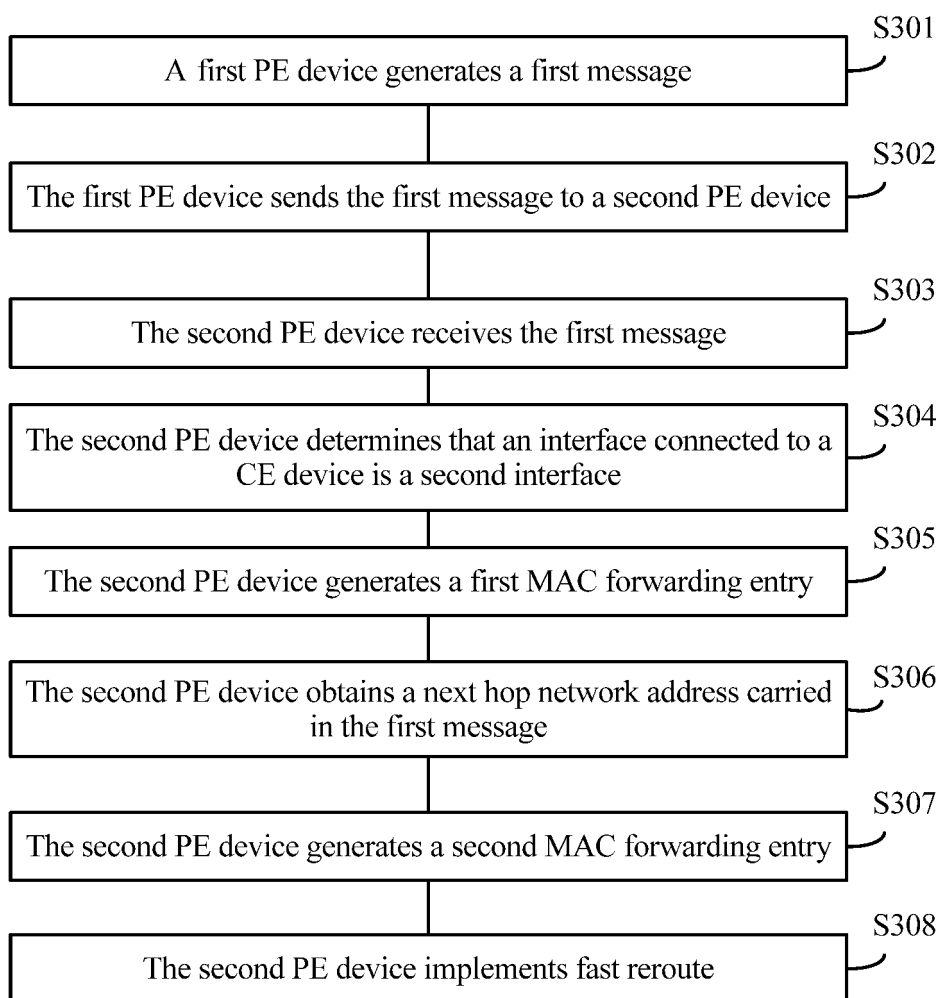 S301
A first PE device generates a first message
S302
The first PE device sends the first message to a second PE device
S303
The second PE device receives the first message
S304
The second PE device determines that an interface connected to a
CE device is a second interface
S305
The second PE device generates a first MAC forwarding entry
S306
The second PE device obtains a next hop network address carried
in the first message
S307
The second PE device generates a second MAC forwarding entry
S308
The second PE device implements fast reroute